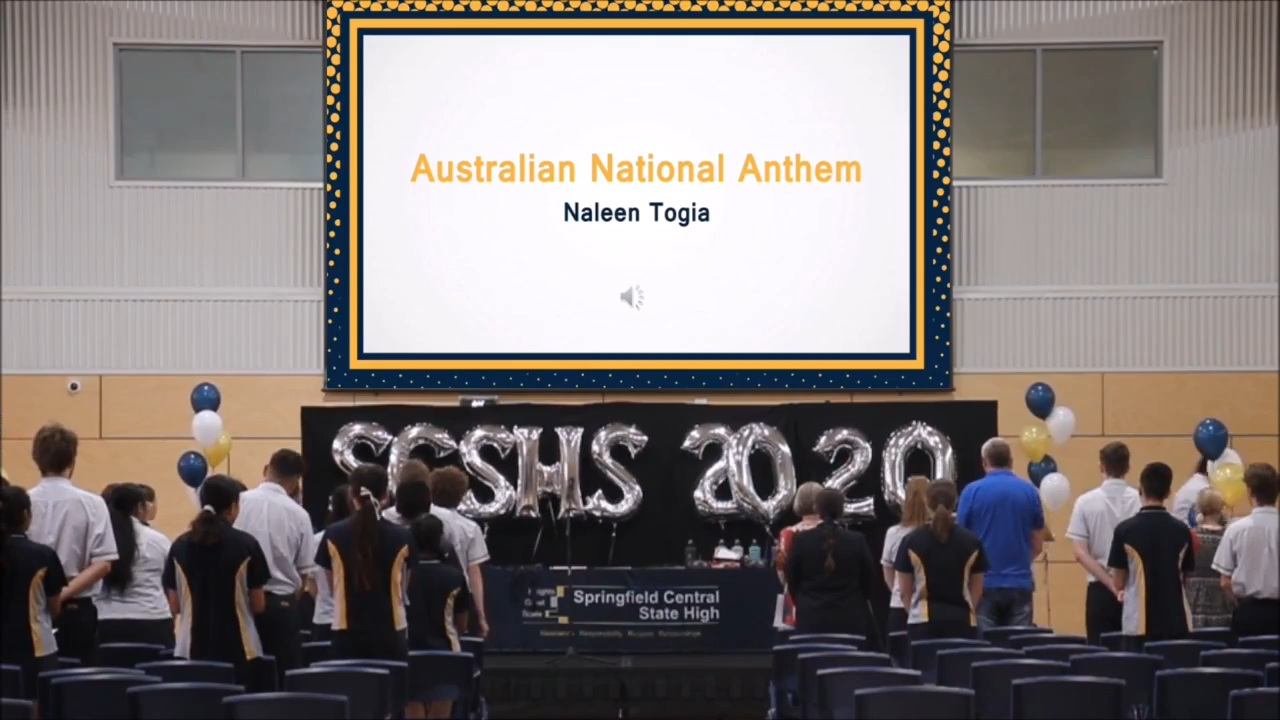 Australian National Anthem
Naleen Togia
SCSHS 2020
Springfield Central
State High